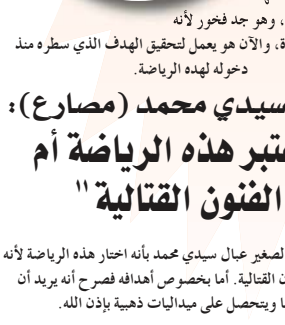 ، وهو جد فخور لأنه
ة، والآن هو يعمل لتحقيق الهدف الذي سطره منذ
دخوله لهده الرياضة.
سيدي محمد (مصارع):
تبر هذه الرياضة أم
الفنون القتالية "
لصغير عبال سيدي محمد بأنه اختار هذه الرياضة لأنه
ن القتالية. أما بخصوص أهدافه فصرح أنه يريد أن
ا ويتحصل على ميداليات ذهبية بإذن الله.